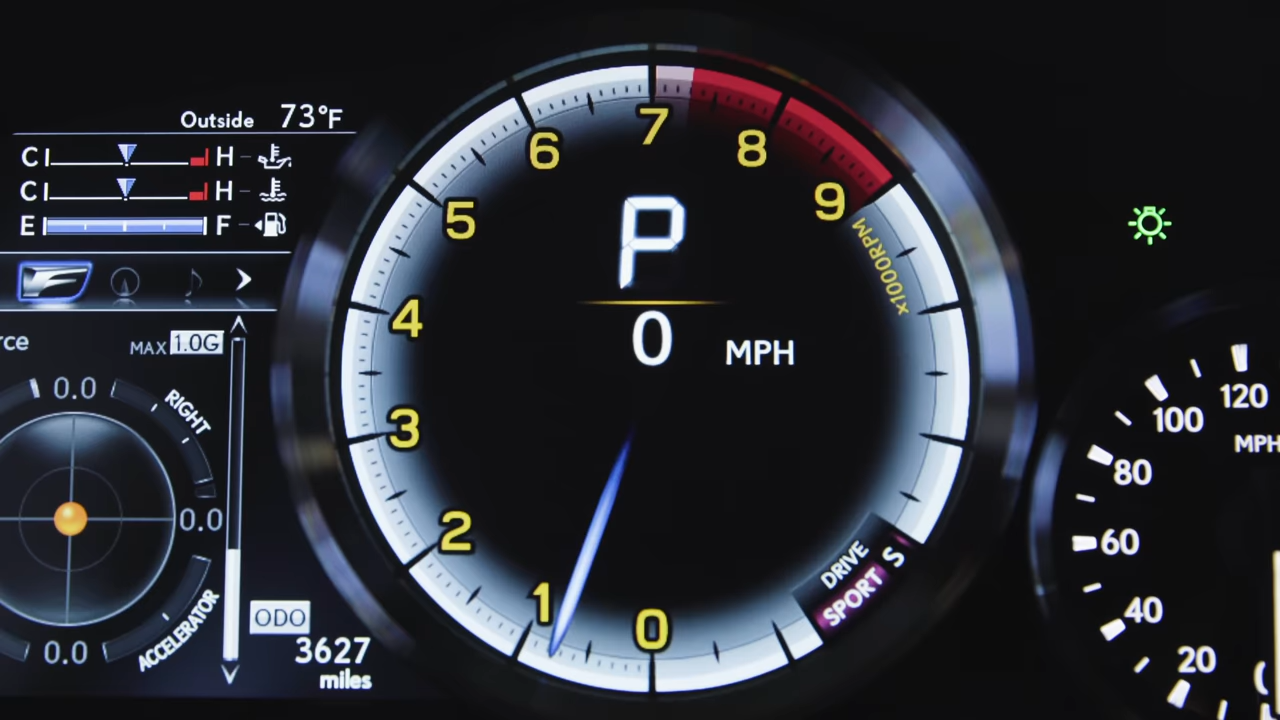 Outside 73°F
C H
C H
E F
rce
MAX 1.0G
0.0
RIGHT
0.0
ACCELERATOR
0.0
ODO
3627
miles
0
1
2
3
4
5
6
7
8
9
x1000RPM
P
0 MPH
DRIVE
SPORT S
20
40
60
80
100
120
MPH